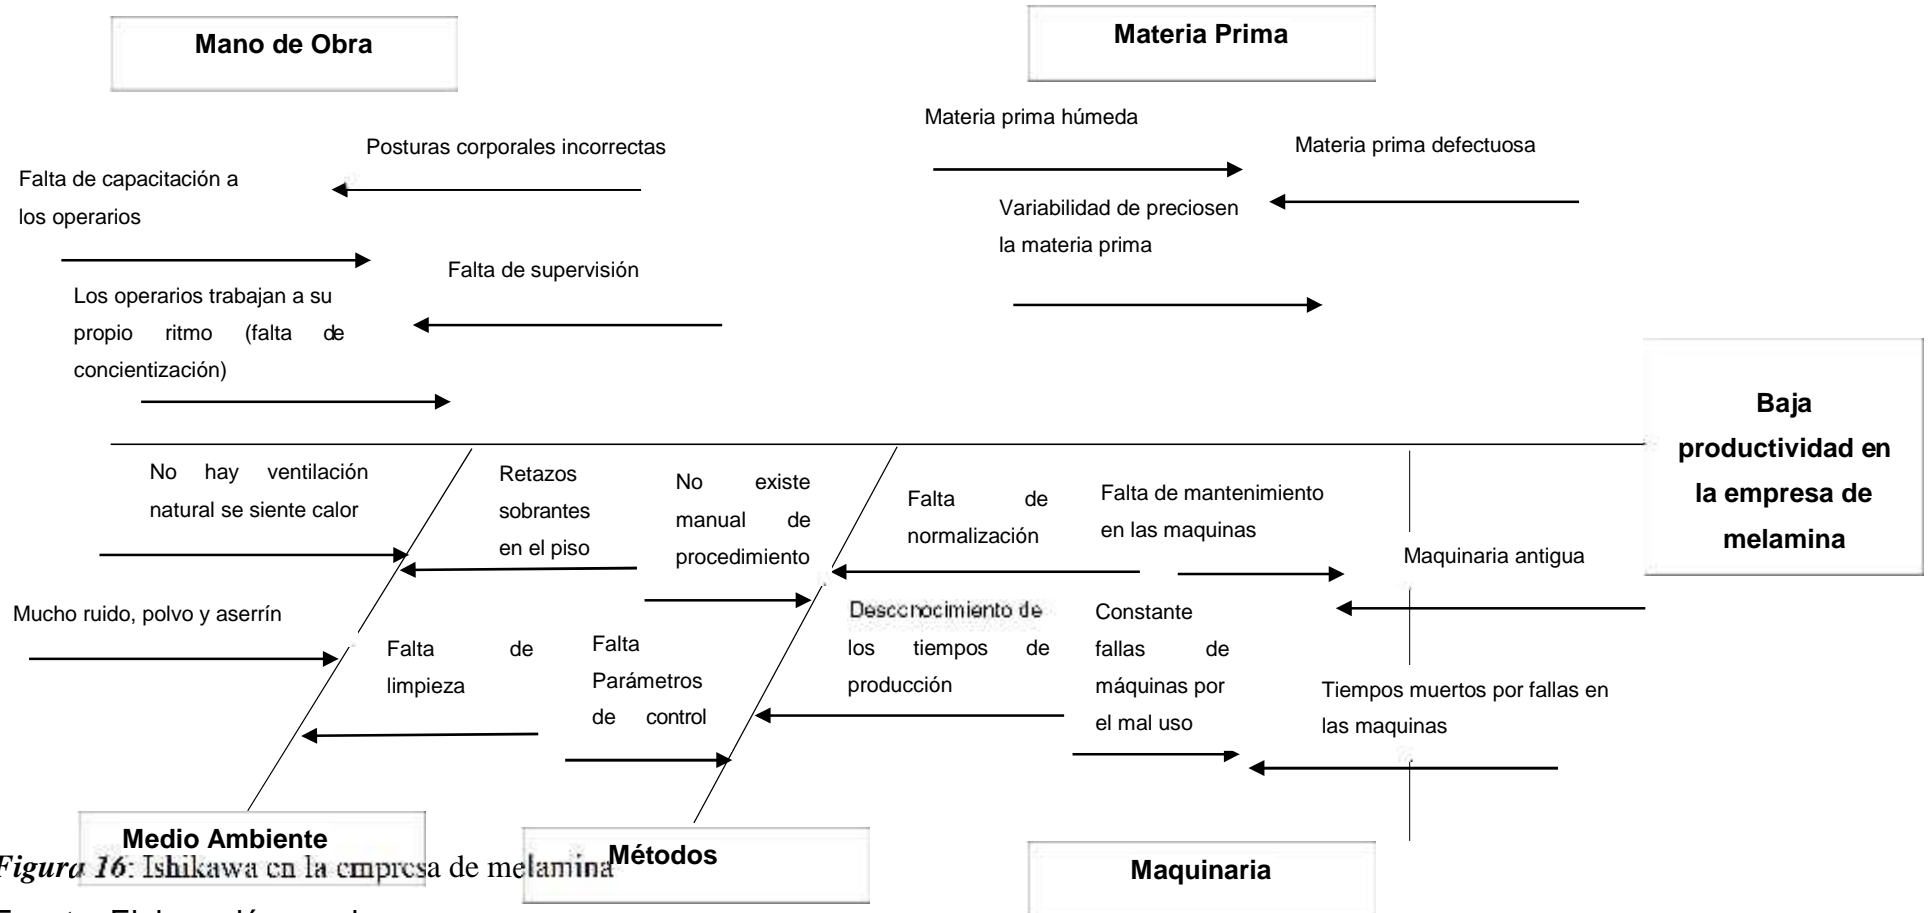 Mano de Obra
Materia Prima
Posturas corporales incorrectas
Falta de capacitación a
los operarios
Falta de supervisión
Los operarios trabajan a su
propio ritmo (falta de
concientización)
Materia prima húmeda
Materia prima defectuosa
Variabilidad de preciosen
la materia prima
Baja
productividad en
la empresa de
melamina
No hay ventilación
natural se siente calor
Retazos
sobrantes
en el piso
No existe
manual de
procedimiento
Falta de
normalización
Falta de mantenimiento
en las maquinas
Maquinaria antigua
Mucho ruido, polvo y aserrín
Falta de
limpieza
Falta
Parámetros
de control
Desconocimiento de
los tiempos de
producción
Constante
fallas de
máquinas por
el mal uso
Tiempos muertos por fallas en
las maquinas
Medio Ambiente
Métodos
Maquinaria
Figura 16: Ishikawa en la empresa de melamina